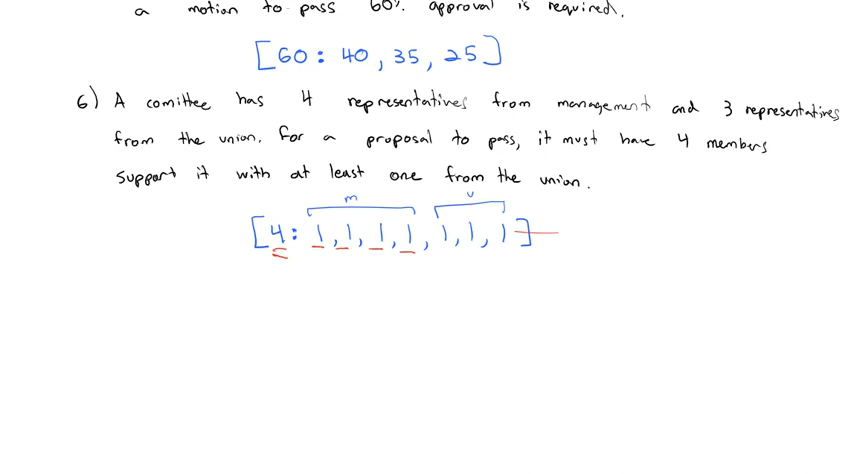 a motion to pass 60% approval is required.
[60: 40, 35, 25]
6) A comittee has 4 representatives from management and 3 representatives
from the union. For a proposal to pass, it must have 4 members
support it with at least one from the union.
m u
[4: 1, 1, 1, 1, 1, 1, 1]